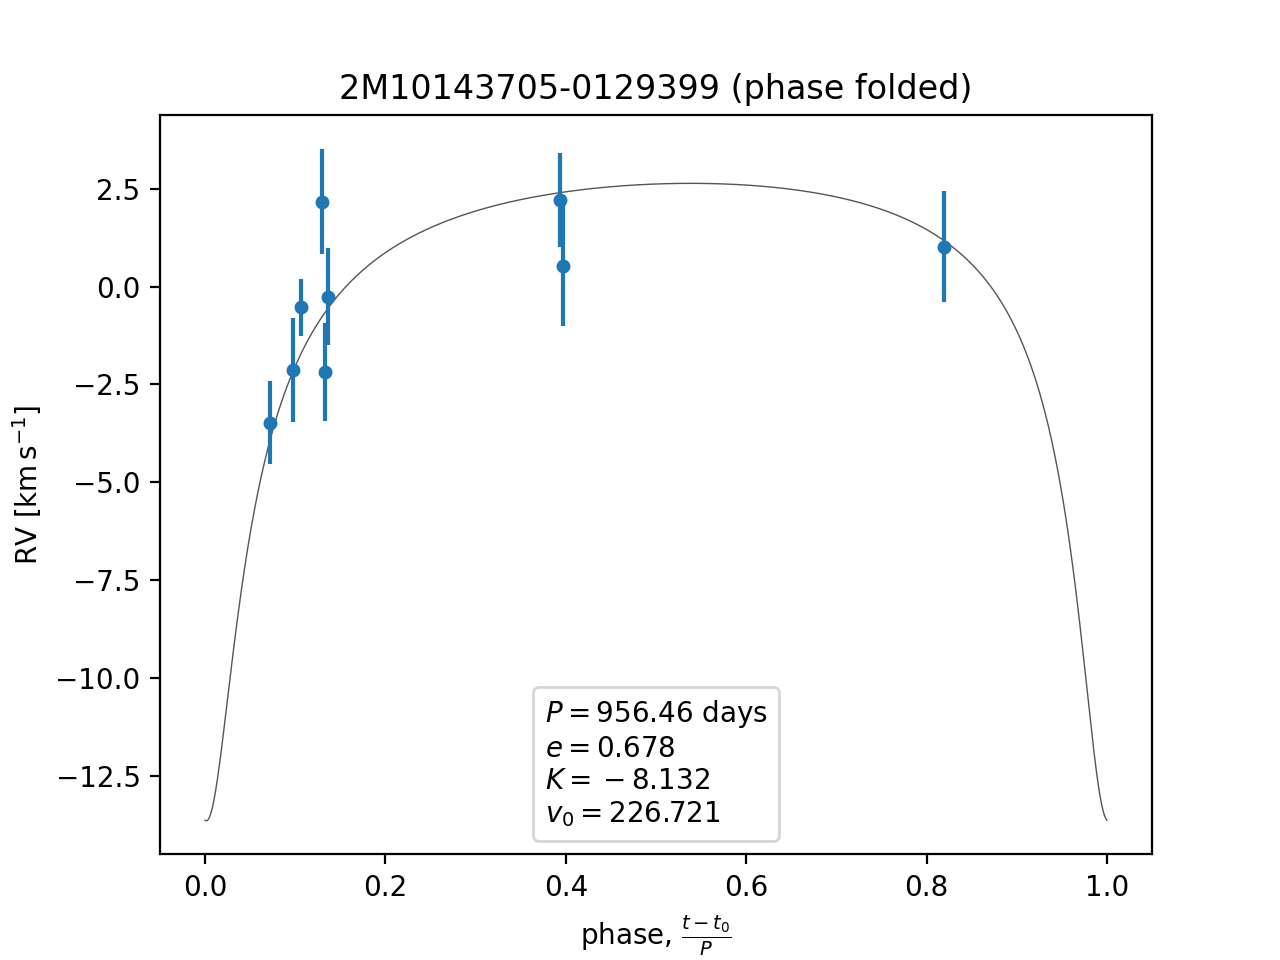 2M10143705-0129399 (phase folded)
RV [km s⁻¹]
2.5
0.0
−2.5
−5.0
−7.5
−10.0
−12.5
P = 956.46 days
e = 0.678
K = −8.132
v₀ = 226.721
0.0 0.2 0.4 0.6 0.8 1.0
phase, (t − t₀)/P